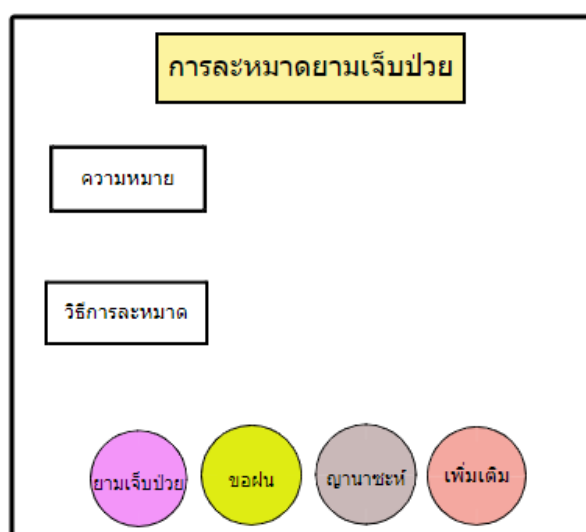 การละหมาดยามเจ็บป่วย
ความหมาย
วิธีการละหมาด
ยามเจ็บป่วย
ขอฝน
ญานาซะห์
เพิ่มเติม